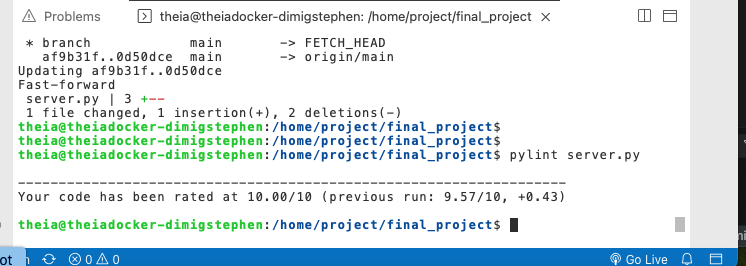 Problems
theia@theiadocker-dimigstephen: /home/project/final_project
* branch main -> FETCH_HEAD
af9b31f..0d50dce main -> origin/main
Updating af9b31f..0d50dce
Fast-forward
server.py | 3 +--
1 file changed, 1 insertion(+), 2 deletions(-)
theia@theiadocker-dimigstephen:/home/project/final_project$
theia@theiadocker-dimigstephen:/home/project/final_project$
theia@theiadocker-dimigstephen:/home/project/final_project$ pylint server.py
------------------------------------------------------------------
Your code has been rated at 10.00/10 (previous run: 9.57/10, +0.43)
theia@theiadocker-dimigstephen:/home/project/final_project$
0 0 Go Live